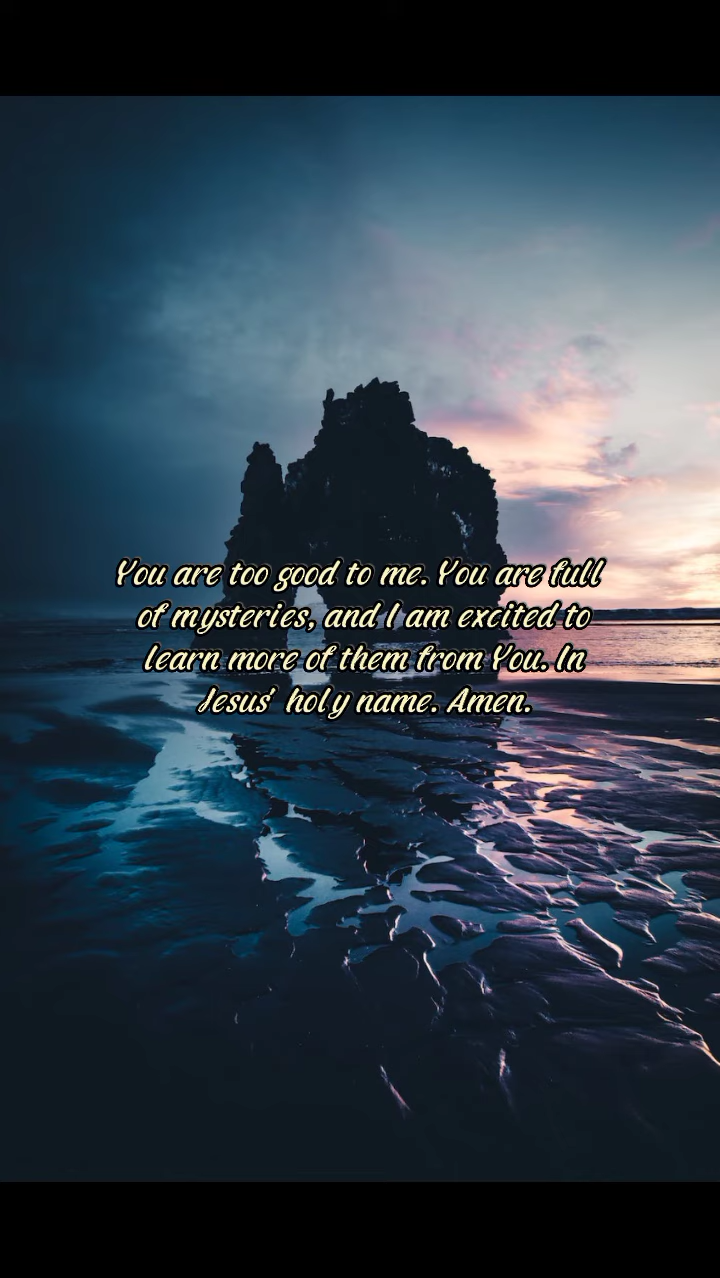 You are too good to me. You are full
of mysteries, and I am excited to
learn more of them from You. In
Jesus' holy name. Amen.